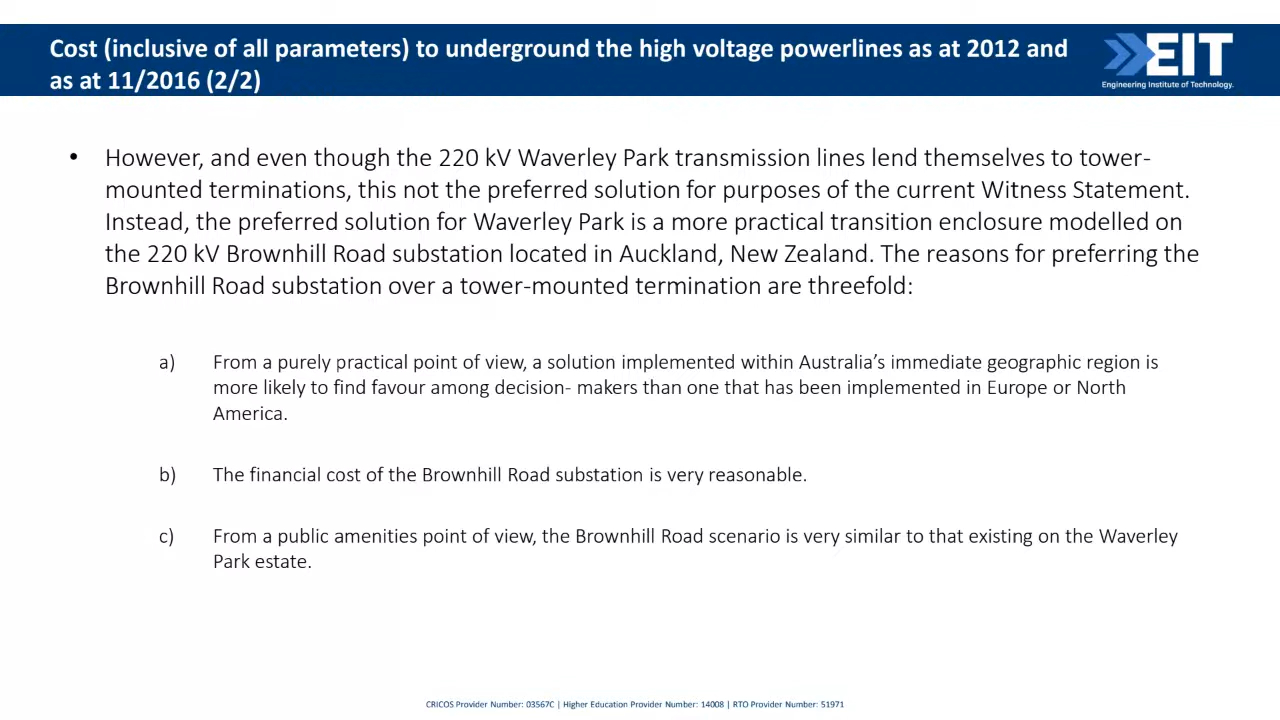 Cost (inclusive of all parameters) to underground the high voltage powerlines as at 2012 and
as at 11/2016 (2/2)
EIT
Engineering Institute of Technology.
• However, and even though the 220 kV Waverley Park transmission lines lend themselves to tower-
mounted terminations, this not the preferred solution for purposes of the current Witness Statement.
Instead, the preferred solution for Waverley Park is a more practical transition enclosure modelled on
the 220 kV Brownhill Road substation located in Auckland, New Zealand. The reasons for preferring the
Brownhill Road substation over a tower-mounted termination are threefold:
a) From a purely practical point of view, a solution implemented within Australia’s immediate geographic region is
more likely to find favour among decision- makers than one that has been implemented in Europe or North
America.
b) The financial cost of the Brownhill Road substation is very reasonable.
c) From a public amenities point of view, the Brownhill Road scenario is very similar to that existing on the Waverley
Park estate.
CRICOS Provider Number: 03567C | Higher Education Provider Number: 14008 | RTO Provider Number: 51971